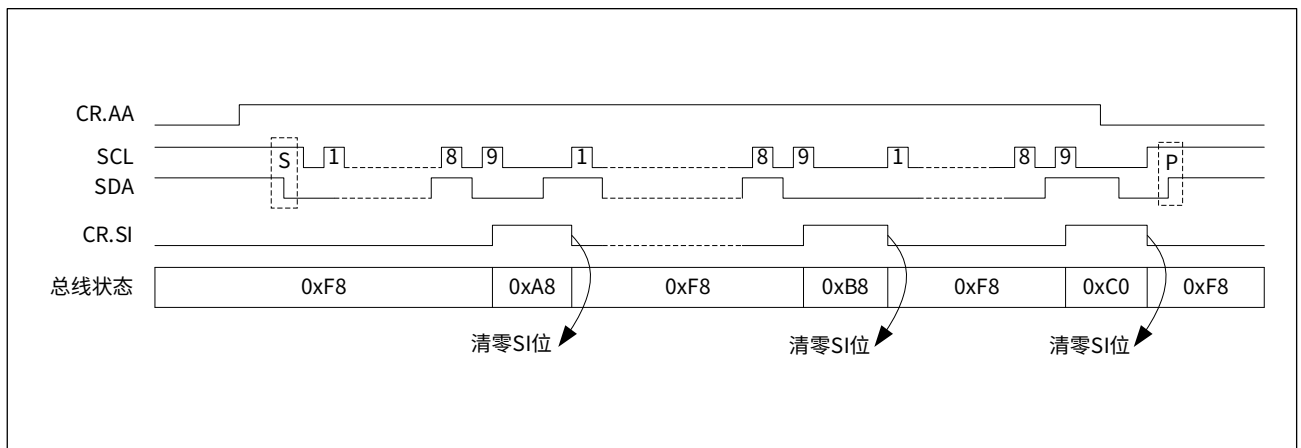 CR.AA
SCL S 1 8 9 1 8 9 1 8 9 P
SDA
CR.SI
总线状态 0xF8 0xA8 0xF8 0xB8 0xF8 0xC0 0xF8
清零SI位 清零SI位 清零SI位